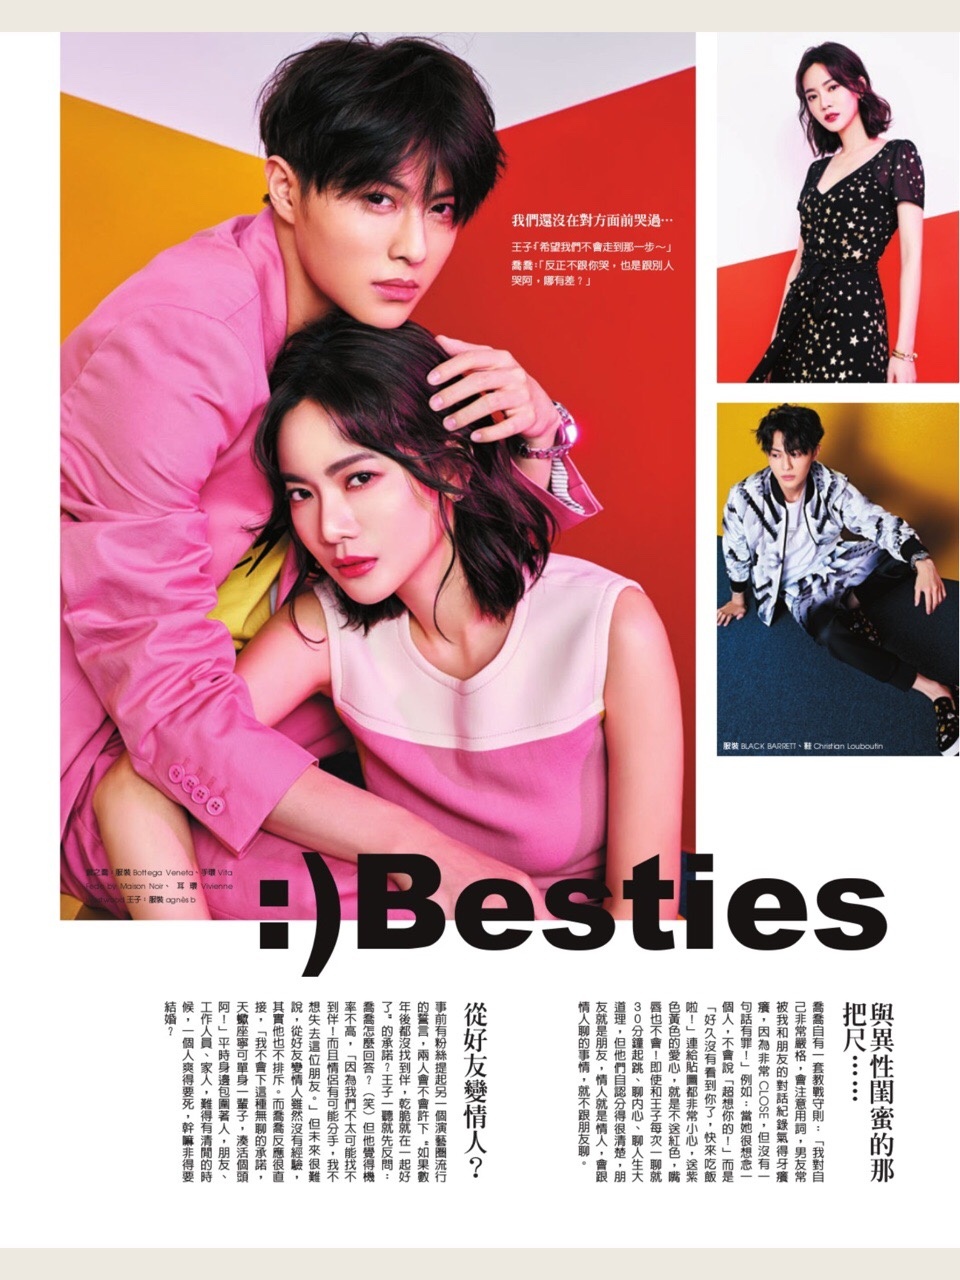 我們還沒在對方面前哭過…
王子:「希望我們不會走到那一步～」
喬喬:「反正不跟你哭，也是跟別人
哭阿，哪有差？」
服裝 BLACK BARRETT、鞋 Christian Louboutin
服裝 Bottega Veneta、手環 Vita
Maison Noir、耳環 Vivienne
王子：服裝 agnès b
:)Besties
與異性閨蜜的那
把尺……
喬喬自有一套教戰守則：「我對自
己非常嚴格，會注意用詞，男友常
被我和朋友的對話紀錄氣得牙癢
癢，因為非常CLOSE，但沒有一
句話有罪！」例如：當她很想念一
個人，不會說「超想你的！」而是
「好久沒有看到你了，快來吃飯
啦！」連給貼圖都非常小心，送紫
色黃色的愛心，就是不送紅色，嘴
唇也不會！即使和王子每次一聊就
30分鐘起跳、聊內心、聊人生大
道理，但他們自認分得很清楚，朋
友就是朋友，情人就是情人，會跟
情人聊的事情，就不跟朋友聊。
從好友變情人？
事前有粉絲提起另一個演藝圈流行
的誓言，兩人會不會許下“如果數
年後都沒找到伴，乾脆就在一起好
了”的承諾？王子一聽就先反問：
喬喬怎麼回答？（笑）但他覺得機
率不高，「因為我們不太可能找不
到伴！而且情侶有可能分手，我不
想失去這位朋友。」但未來很難
說，從好友變情人雖然沒有經驗，
其實他也不排斥。而喬喬反應很直
接，「我不會下這種無聊的承諾，
天蠍座寧可單身一輩子，湊活個頭
阿！」平時身邊包圍著人，朋友、
工作人員、家人，難得有清閒的時
候，一個人爽得要死，幹嘛非得要
結婚？